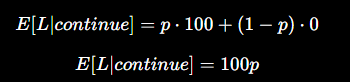 E[L|continue] = p · 100 + (1 − p) · 0
E[L|continue] = 100p